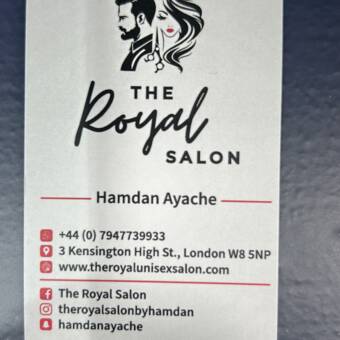 THE
Royal
SALON
Hamdan Ayache
+44 (0) 7947739933
3 Kensington High St., London W8 5NP
www.theroyalunisexsalon.com
The Royal Salon
theroyalsalonbyhamdan
hamdanayache